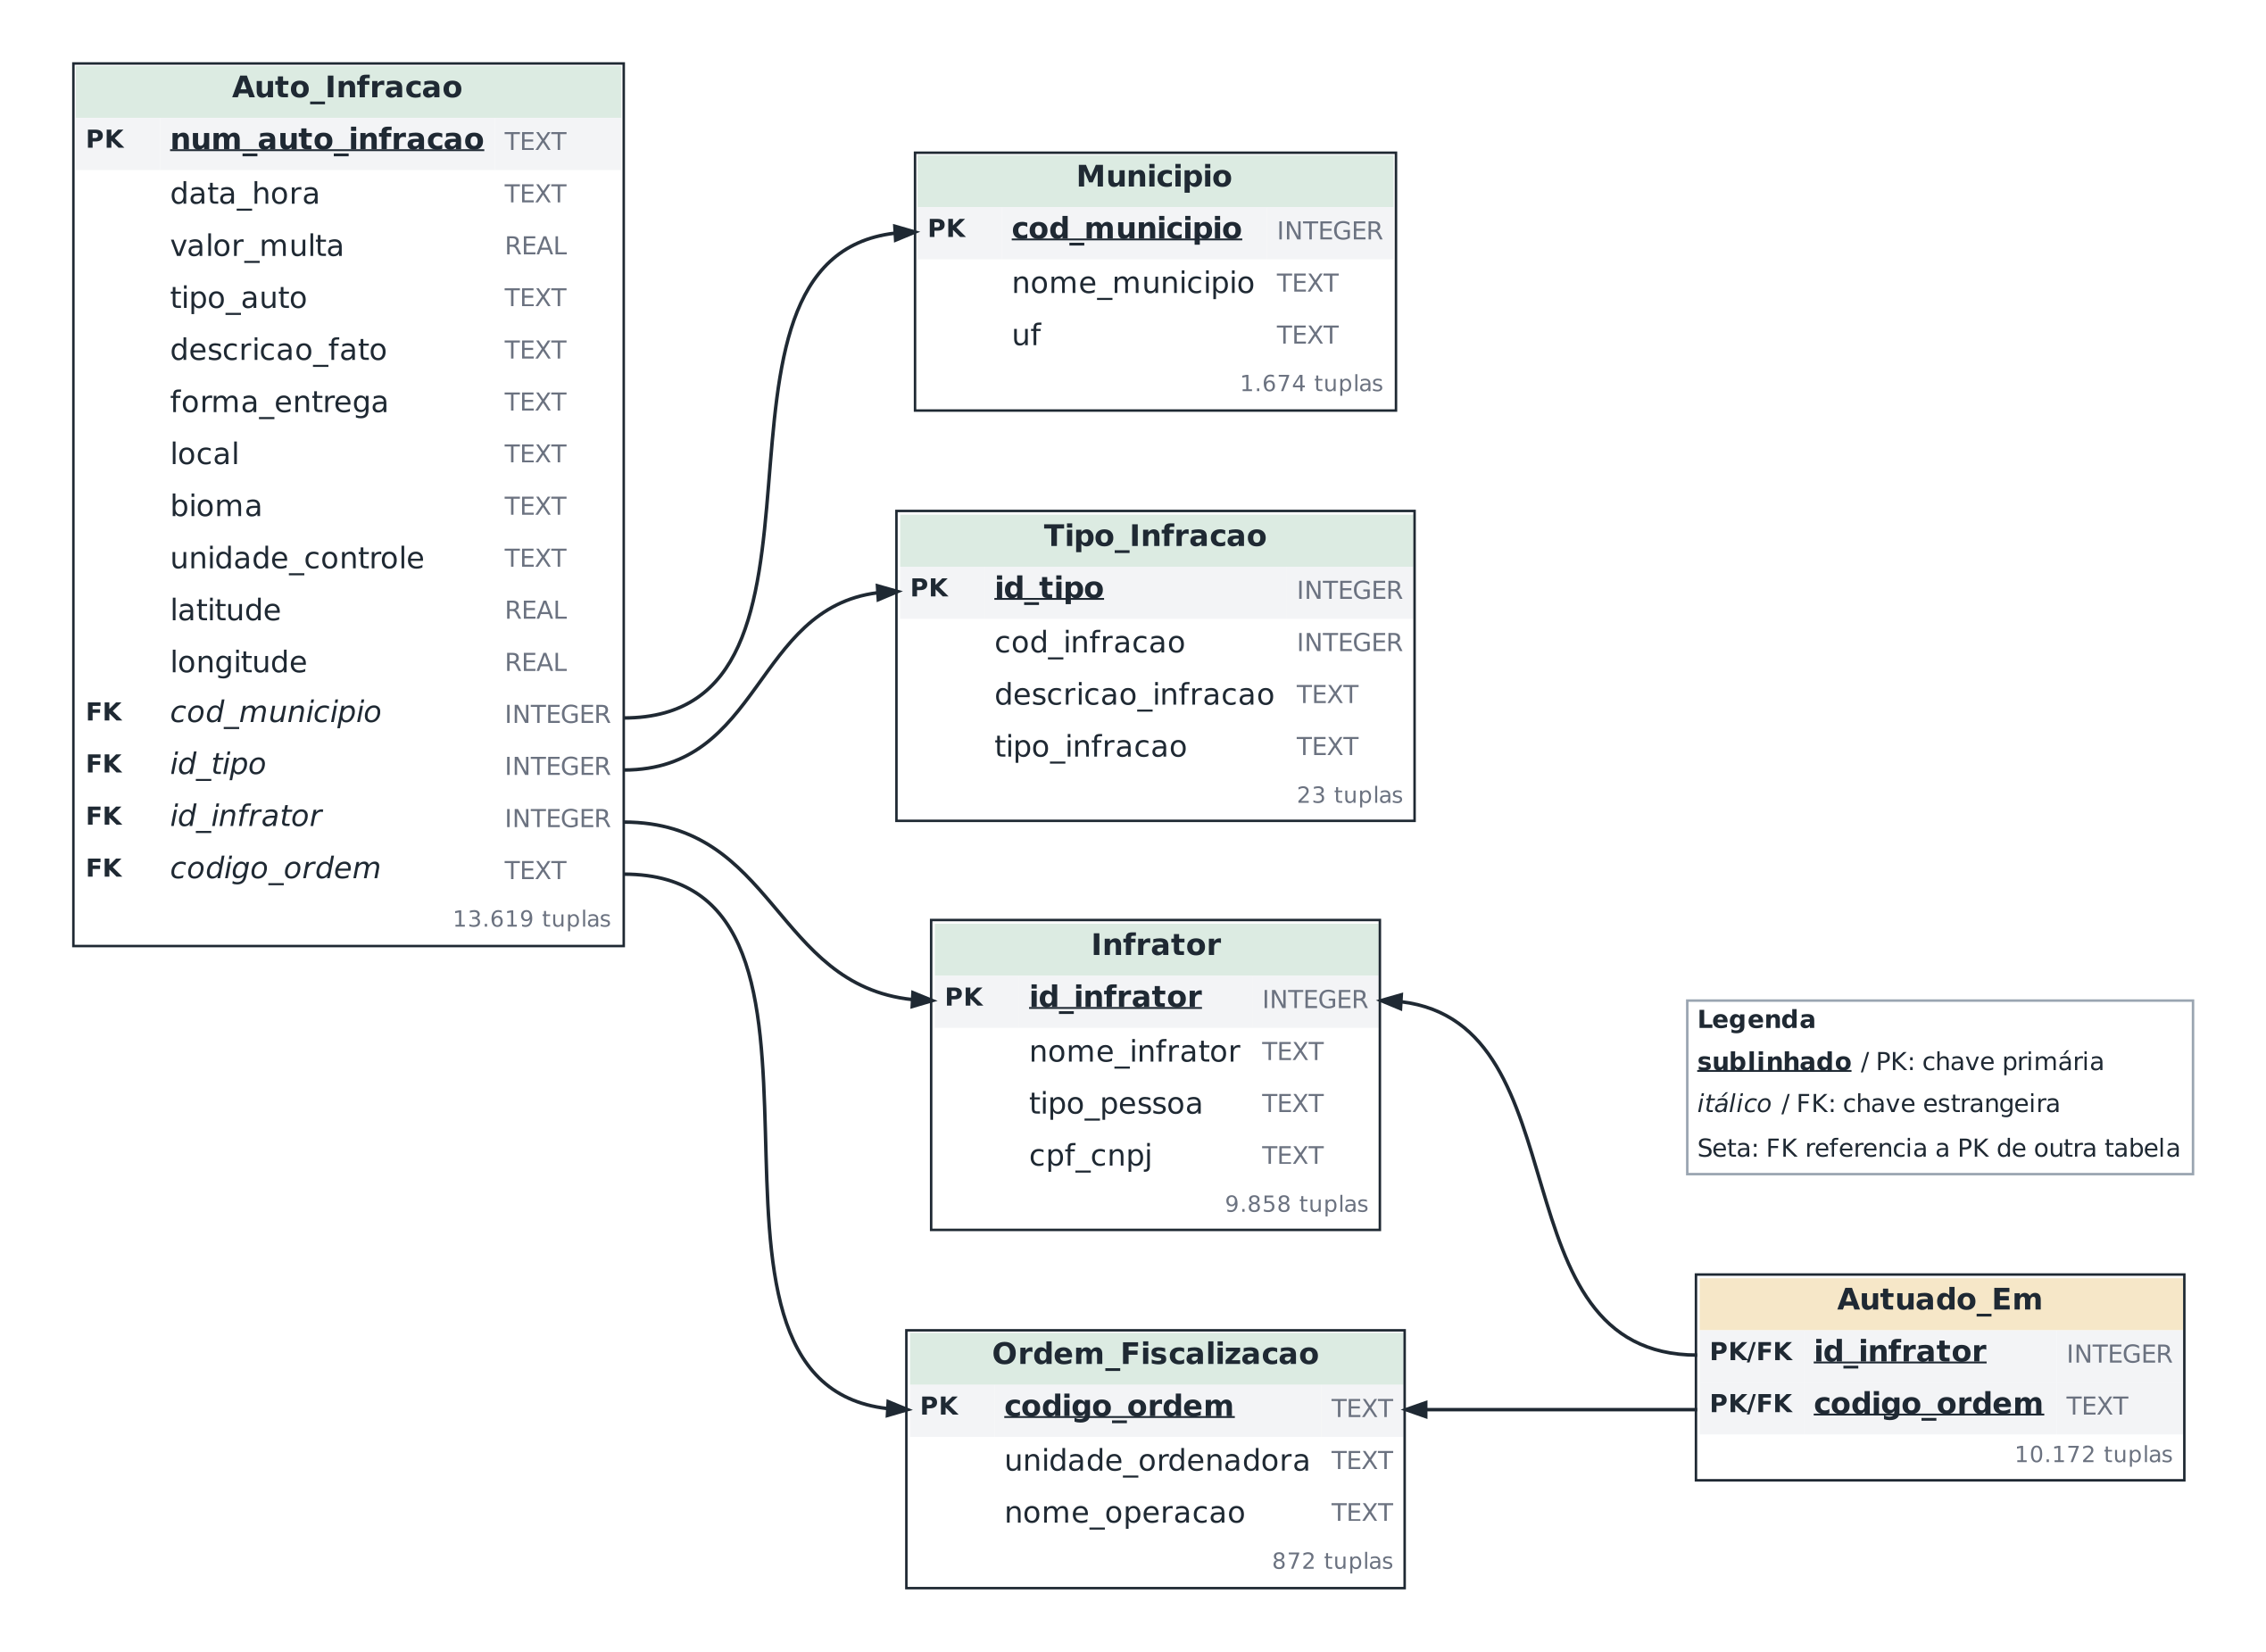 Auto_Infracao
PK num_auto_infracao TEXT
data_hora TEXT
valor_multa REAL
tipo_auto TEXT
descricao_fato TEXT
forma_entrega TEXT
local TEXT
bioma TEXT
unidade_controle TEXT
latitude REAL
longitude REAL
FK cod_municipio INTEGER
FK id_tipo INTEGER
FK id_infrator INTEGER
FK codigo_ordem TEXT
13.619 tuplas
Municipio
PK cod_municipio INTEGER
nome_municipio TEXT
uf TEXT
1.674 tuplas
Tipo_Infracao
PK id_tipo INTEGER
cod_infracao INTEGER
descricao_infracao TEXT
tipo_infracao TEXT
23 tuplas
Infrator
PK id_infrator INTEGER
nome_infrator TEXT
tipo_pessoa TEXT
cpf_cnpj TEXT
9.858 tuplas
Ordem_Fiscalizacao
PK codigo_ordem TEXT
unidade_ordenadora TEXT
nome_operacao TEXT
872 tuplas
Legenda
sublinhado / PK: chave primária
itálico / FK: chave estrangeira
Seta: FK referencia a PK de outra tabela
Autuado_Em
PK/FK id_infrator INTEGER
PK/FK codigo_ordem TEXT
10.172 tuplas